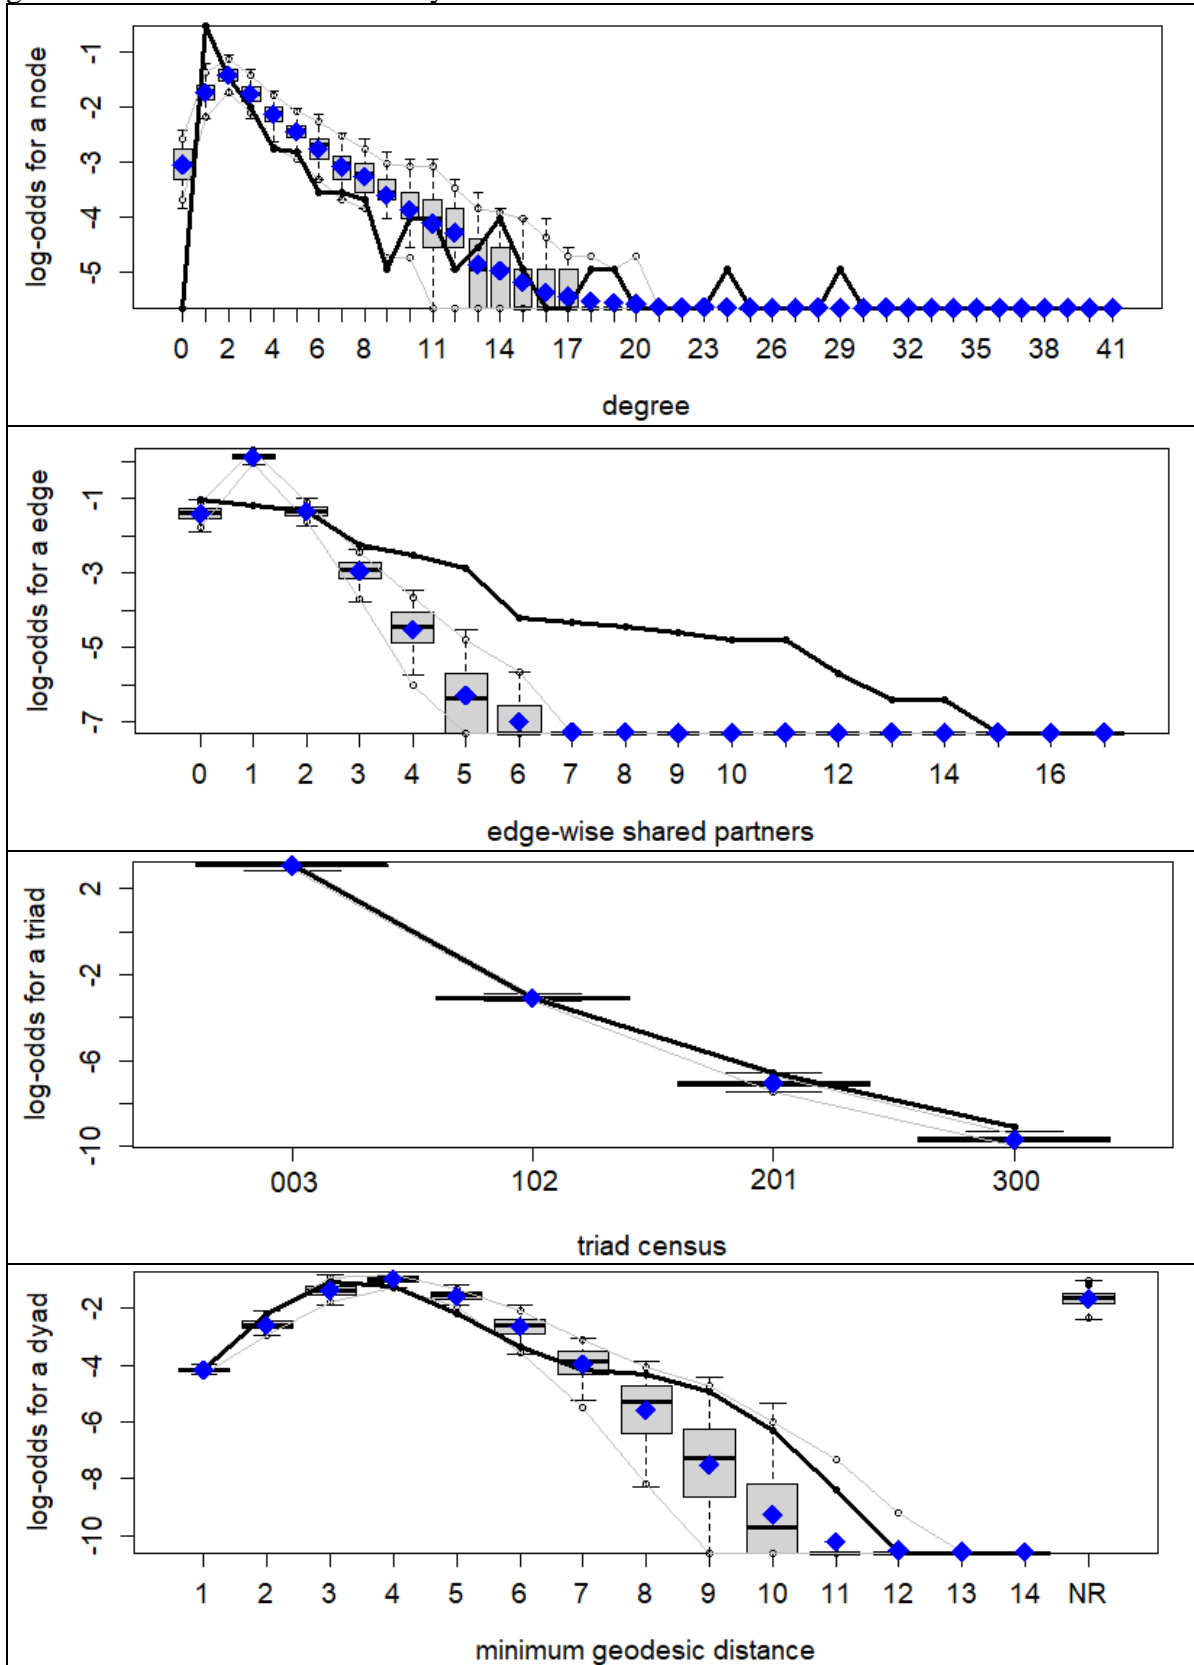 -1
-2
-3
-4
-5
log-odds for a node
0 2 4 6 8 11 14 17 20 23 26 29 32 35 38 41
degree
-1
-3
-5
-7
log-odds for a edge
0 1 2 3 4 5 6 7 8 9 10 12 14 16
edge-wise shared partners
2
-2
-6
-10
log-odds for a triad
003 102 201 300
triad census
-2
-4
-6
-8
-10
log-odds for a dyad
1 2 3 4 5 6 7 8 9 10 11 12 13 14 NR
minimum geodesic distance